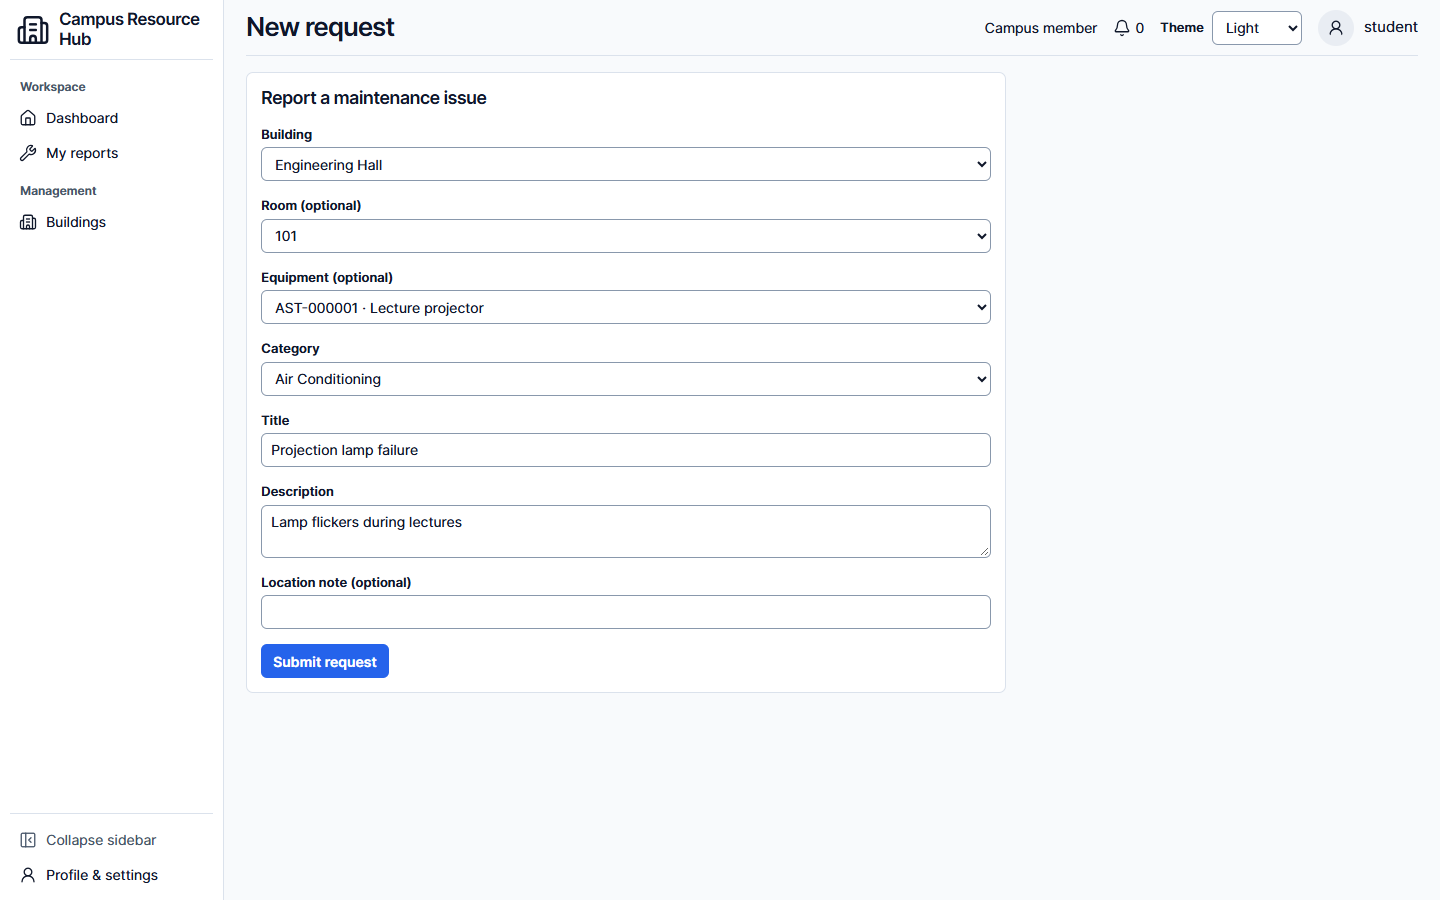 Campus Resource
Hub
Workspace
Dashboard
My reports
Management
Buildings
Collapse sidebar
Profile & settings
New request
Campus member
0
Theme
Light
student
Report a maintenance issue
Building
Engineering Hall
Room (optional)
101
Equipment (optional)
AST-000001 · Lecture projector
Category
Air Conditioning
Title
Projection lamp failure
Description
Lamp flickers during lectures
Location note (optional)
Submit request